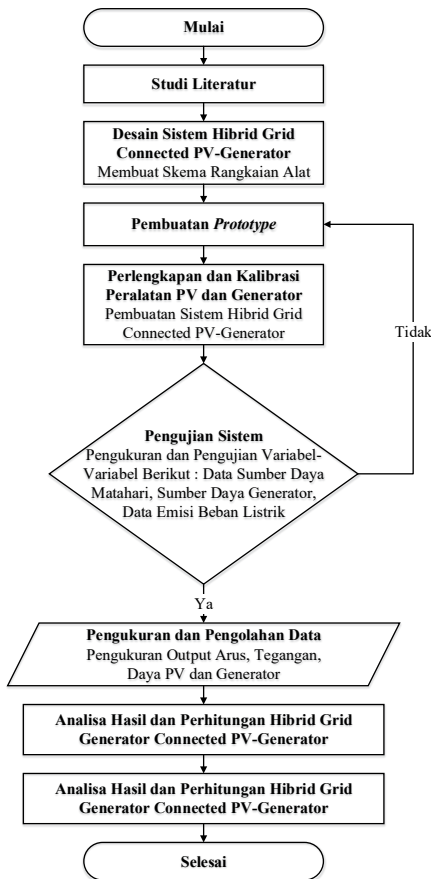 Mulai
Studi Literatur
Desain Sistem Hibrid Grid
Connected PV-Generator
Membuat Skema Rangkaian Alat
Pembuatan Prototype
Perlengkapan dan Kalibrasi
Peralatan PV dan Generator
Pembuatan Sistem Hibrid Grid
Connected PV-Generator
Tidak
Pengujian Sistem
Pengukuran dan Pengujian Variabel-
Variabel Berikut : Data Sumber Daya
Matahari, Sumber Daya Generator,
Data Emisi Beban Listrik
Ya
Pengukuran dan Pengolahan Data
Pengukuran Output Arus, Tegangan,
Daya PV dan Generator
Analisa Hasil dan Perhitungan Hibrid Grid
Generator Connected PV-Generator
Analisa Hasil dan Perhitungan Hibrid Grid
Generator Connected PV-Generator
Selesai